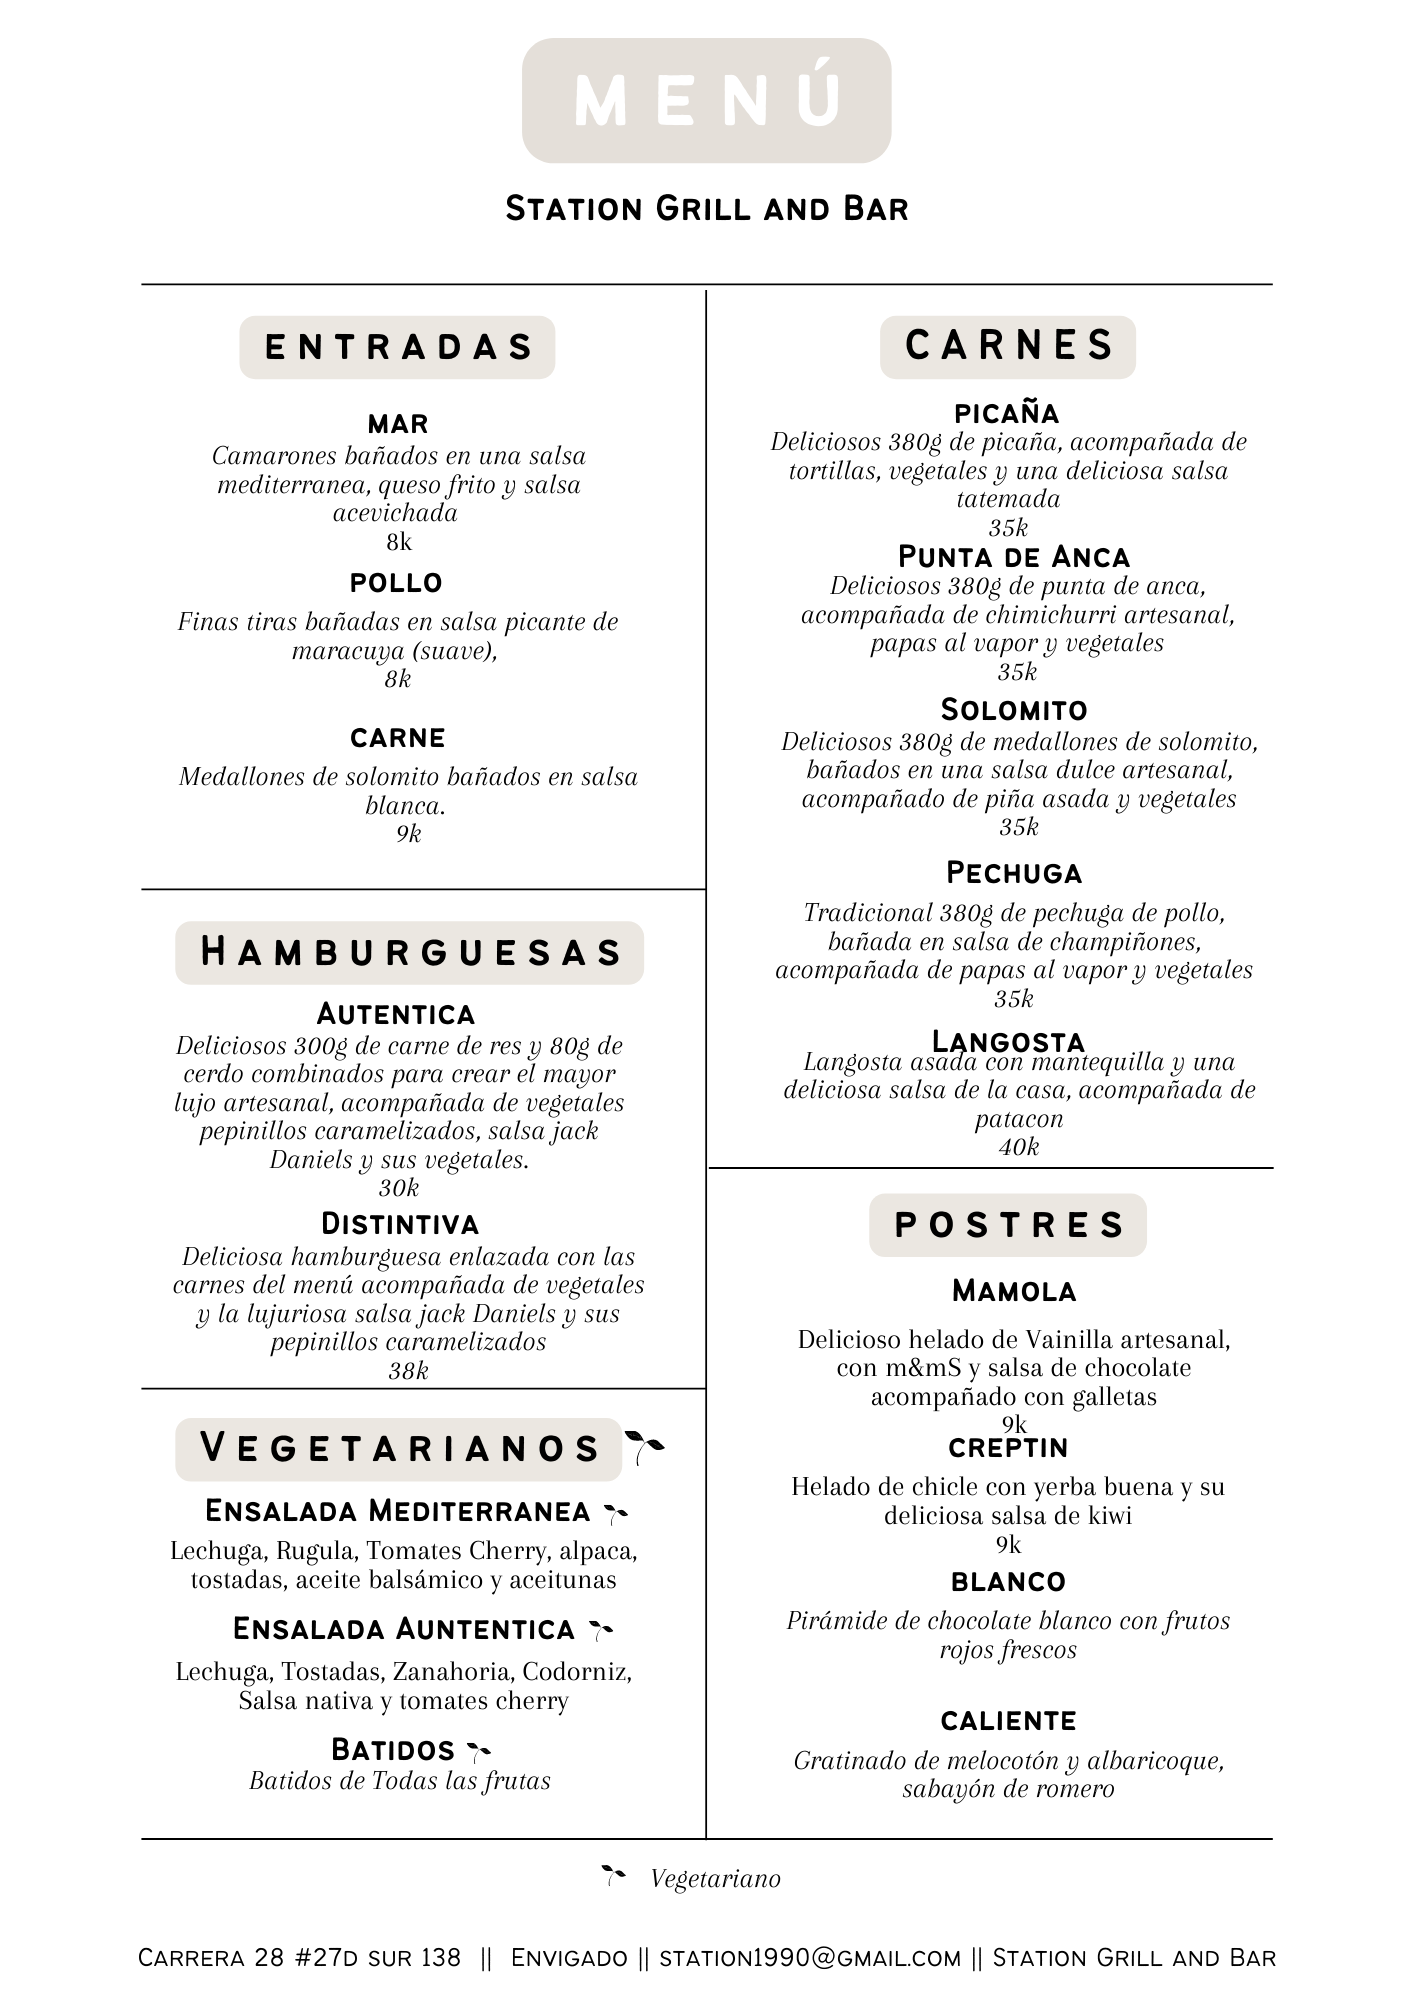 MENÚ
Station Grill and Bar
ENTRADAS
MAR
Camarones bañados en una salsa
mediterranea, queso frito y salsa
acevichada
8k
POLLO
Finas tiras bañadas en salsa picante de
maracuya (suave),
8k
CARNE
Medallones de solomito bañados en salsa
blanca.
9k
Hamburguesas
Autentica
Deliciosos 300g de carne de res y 80g de
cerdo combinados para crear el mayor
lujo artesanal, acompañada de vegetales
pepinillos caramelizados, salsa jack
Daniels y sus vegetales.
30k
Distintiva
Deliciosa hamburguesa enlazada con las
carnes del menú acompañada de vegetales
y la lujuriosa salsa jack Daniels y sus
pepinillos caramelizados
38k
Vegetarianos
Ensalada Mediterranea
Lechuga, Rugula, Tomates Cherry, alpaca,
tostadas, aceite balsámico y aceitunas
Ensalada Auntentica
Lechuga, Tostadas, Zanahoria, Codorniz,
Salsa nativa y tomates cherry
Batidos
Batidos de Todas las frutas
CARNES
PICAÑA
Deliciosos 380g de picaña, acompañada de
tortillas, vegetales y una deliciosa salsa
tatemada
35k
Punta de Anca
Deliciosos 380g de punta de anca,
acompañada de chimichurri artesanal,
papas al vapor y vegetales
35k
Solomito
Deliciosos 380g de medallones de solomito,
bañados en una salsa dulce artesanal,
acompañado de piña asada y vegetales
35k
Pechuga
Tradicional 380g de pechuga de pollo,
bañada en salsa de champiñones,
acompañada de papas al vapor y vegetales
35k
Langosta
Langosta asada con mantequilla y una
deliciosa salsa de la casa, acompañada de
patacon
40k
POSTRES
Mamola
Delicioso helado de Vainilla artesanal,
con m&mS y salsa de chocolate
acompañado con galletas
9k
CREPTIN
Helado de chicle con yerba buena y su
deliciosa salsa de kiwi
9k
BLANCO
Pirámide de chocolate blanco con frutos
rojos frescos
CALIENTE
Gratinado de melocotón y albaricoque,
sabayón de romero
Vegetariano
Carrera 28 #27d sur 138 || Envigado || station1990@gmail.com || Station Grill and Bar